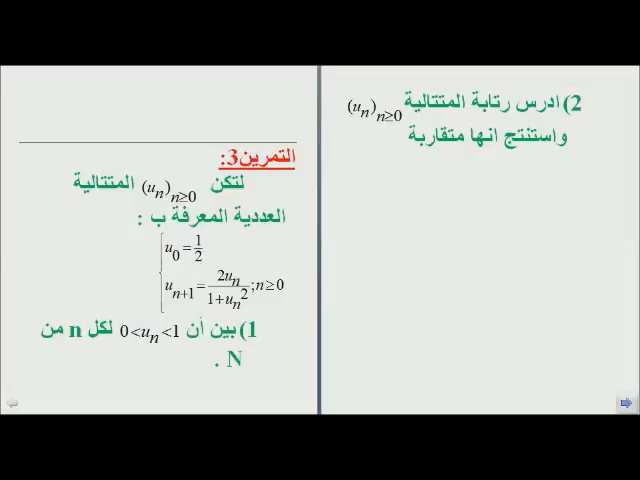 التمرين3:
لتكن (u_n)_{n≥0} المتتالية
العددية المعرفة ب :
u_0 = 1/2
u_{n+1} = 2u_n / (1+u_n^2) ; n ≥ 0
1) بين أن 0<u_n<1 لكل n من
N .
2) ادرس رتابة المتتالية (u_n)_{n≥0}
واستنتج انها متقاربة